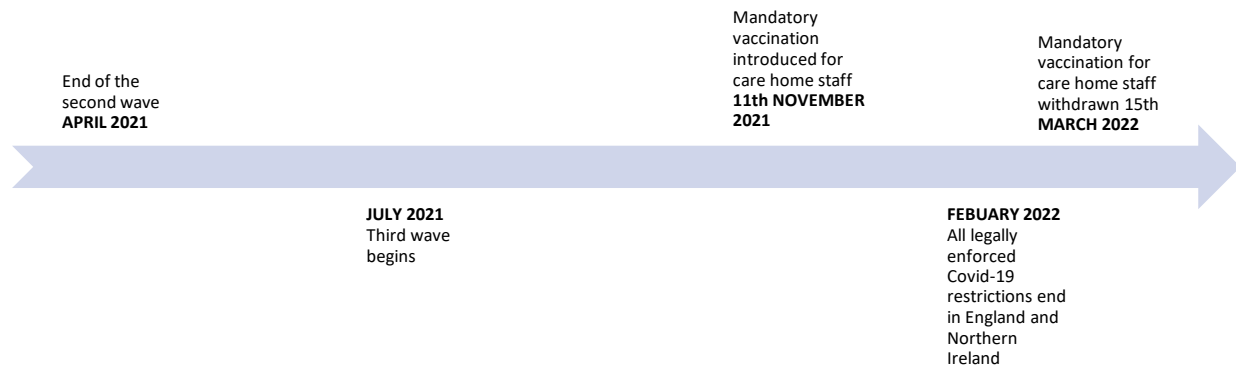 End of the
second wave
APRIL 2021
JULY 2021
Third wave
begins
Mandatory
vaccination
introduced for
care home staff
11th NOVEMBER
2021
FEBUARY 2022
All legally
enforced
Covid-19
restrictions end
in England and
Northern
Ireland
Mandatory
vaccination for
care home staff
withdrawn 15th
MARCH 2022